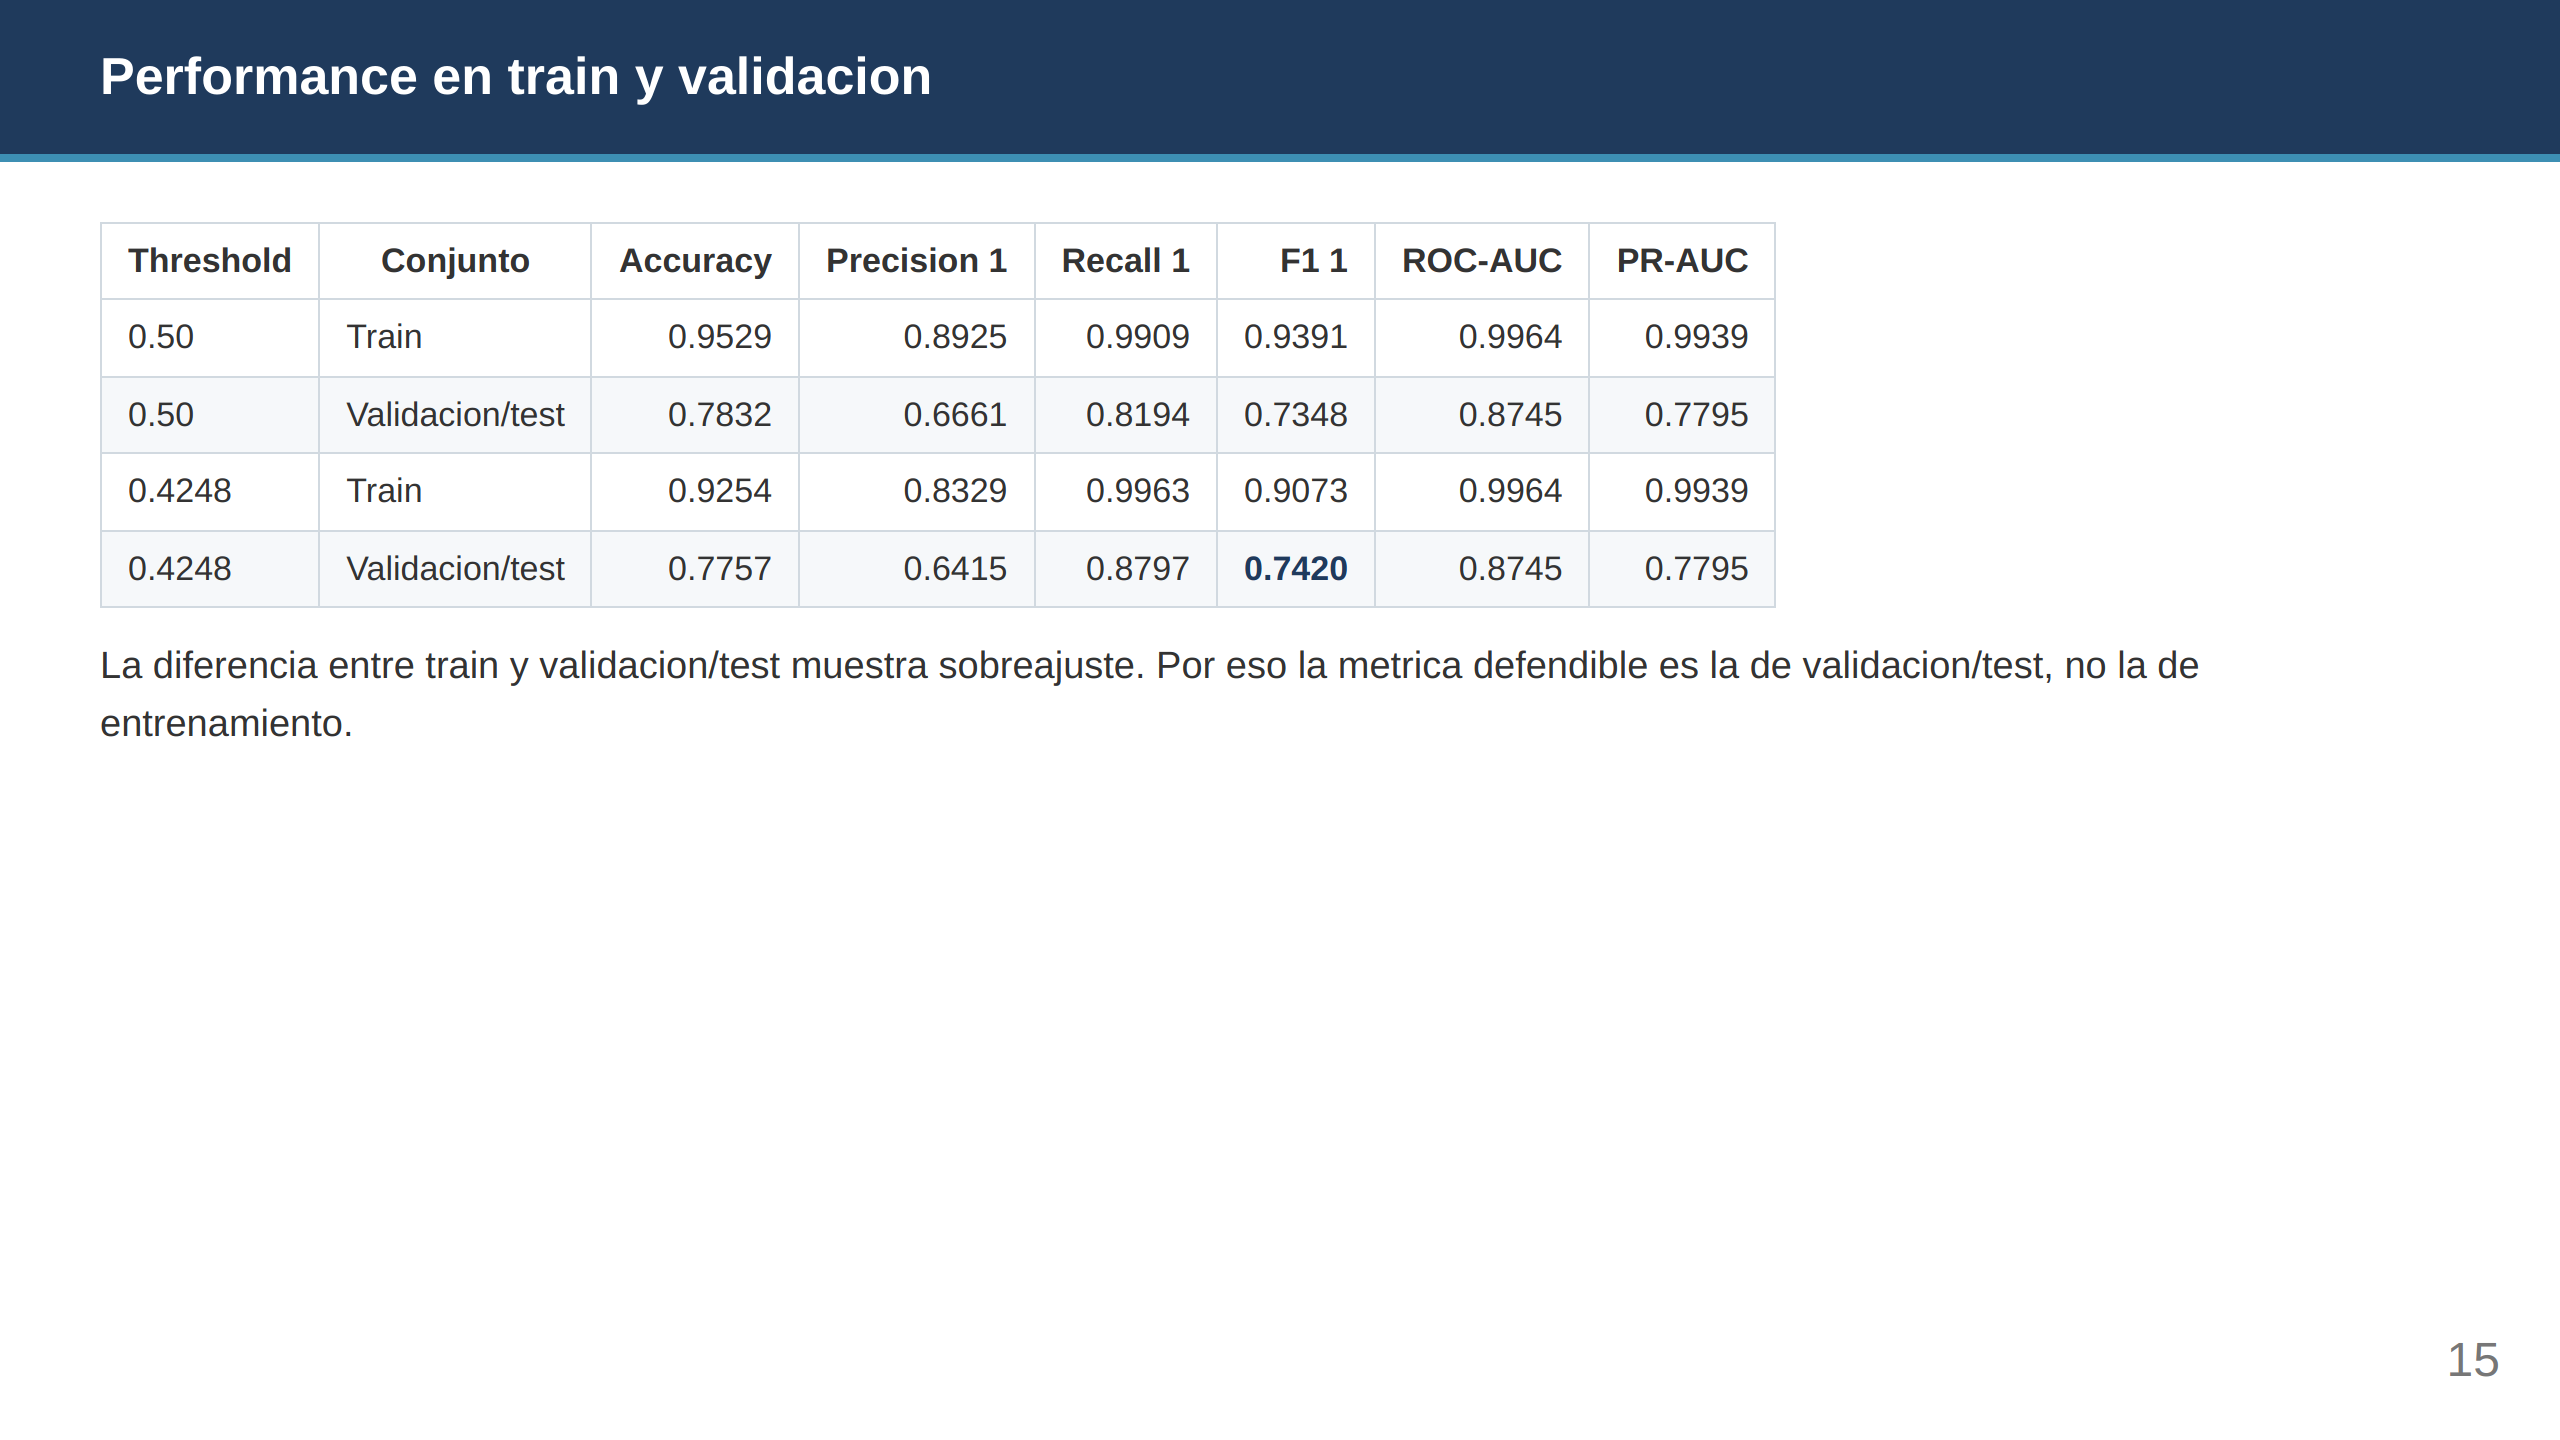 Performance en train y validacion
Threshold Conjunto Accuracy Precision 1 Recall 1 F1 1 ROC-AUC PR-AUC
0.50 Train 0.9529 0.8925 0.9909 0.9391 0.9964 0.9939
0.50 Validacion/test 0.7832 0.6661 0.8194 0.7348 0.8745 0.7795
0.4248 Train 0.9254 0.8329 0.9963 0.9073 0.9964 0.9939
0.4248 Validacion/test 0.7757 0.6415 0.8797 0.7420 0.8745 0.7795
La diferencia entre train y validacion/test muestra sobreajuste. Por eso la metrica defendible es la de validacion/test, no la de
entrenamiento.
15